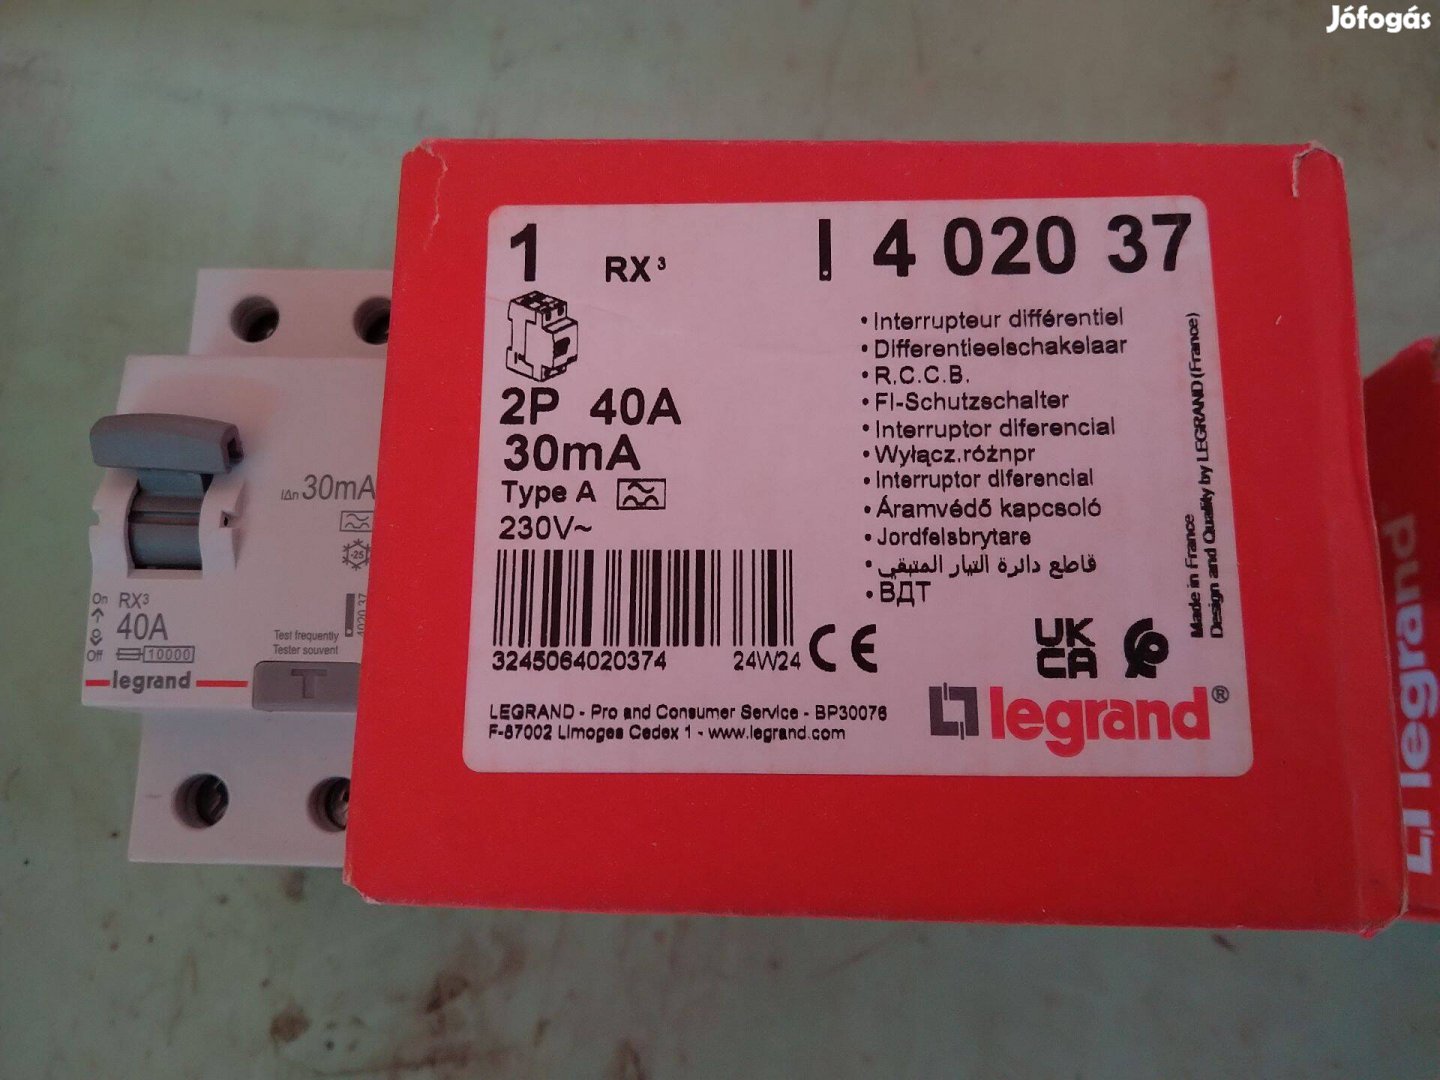 Jófogás
1 RX³ | 4 020 37
2P 40A
30mA
Type A
230V~
• Interrupteur différentiel
• Differentieelschakelaar
• R.C.C.B.
• FI-Schutzschalter
• Interruptor diferencial
• Wyłącz.różnpr
• Interruptor diferencial
• Áramvédő kapcsoló
• Jordfelsbrytare
• قاطع دائرة التيار المتبقي
• ВДТ
Made in France
Design and Quality by LEGRAND (France)
3245064020374
24W24
CE
UK
CA
LEGRAND - Pro and Consumer Service - BP30076
F-87002 Limoges Cedex 1 - www.legrand.com
legrand®
IΔn 30mA
-25
On
RX³
40A
Off
10000
legrand
Test frequently
Tester souvent
T
4020 37
legrand